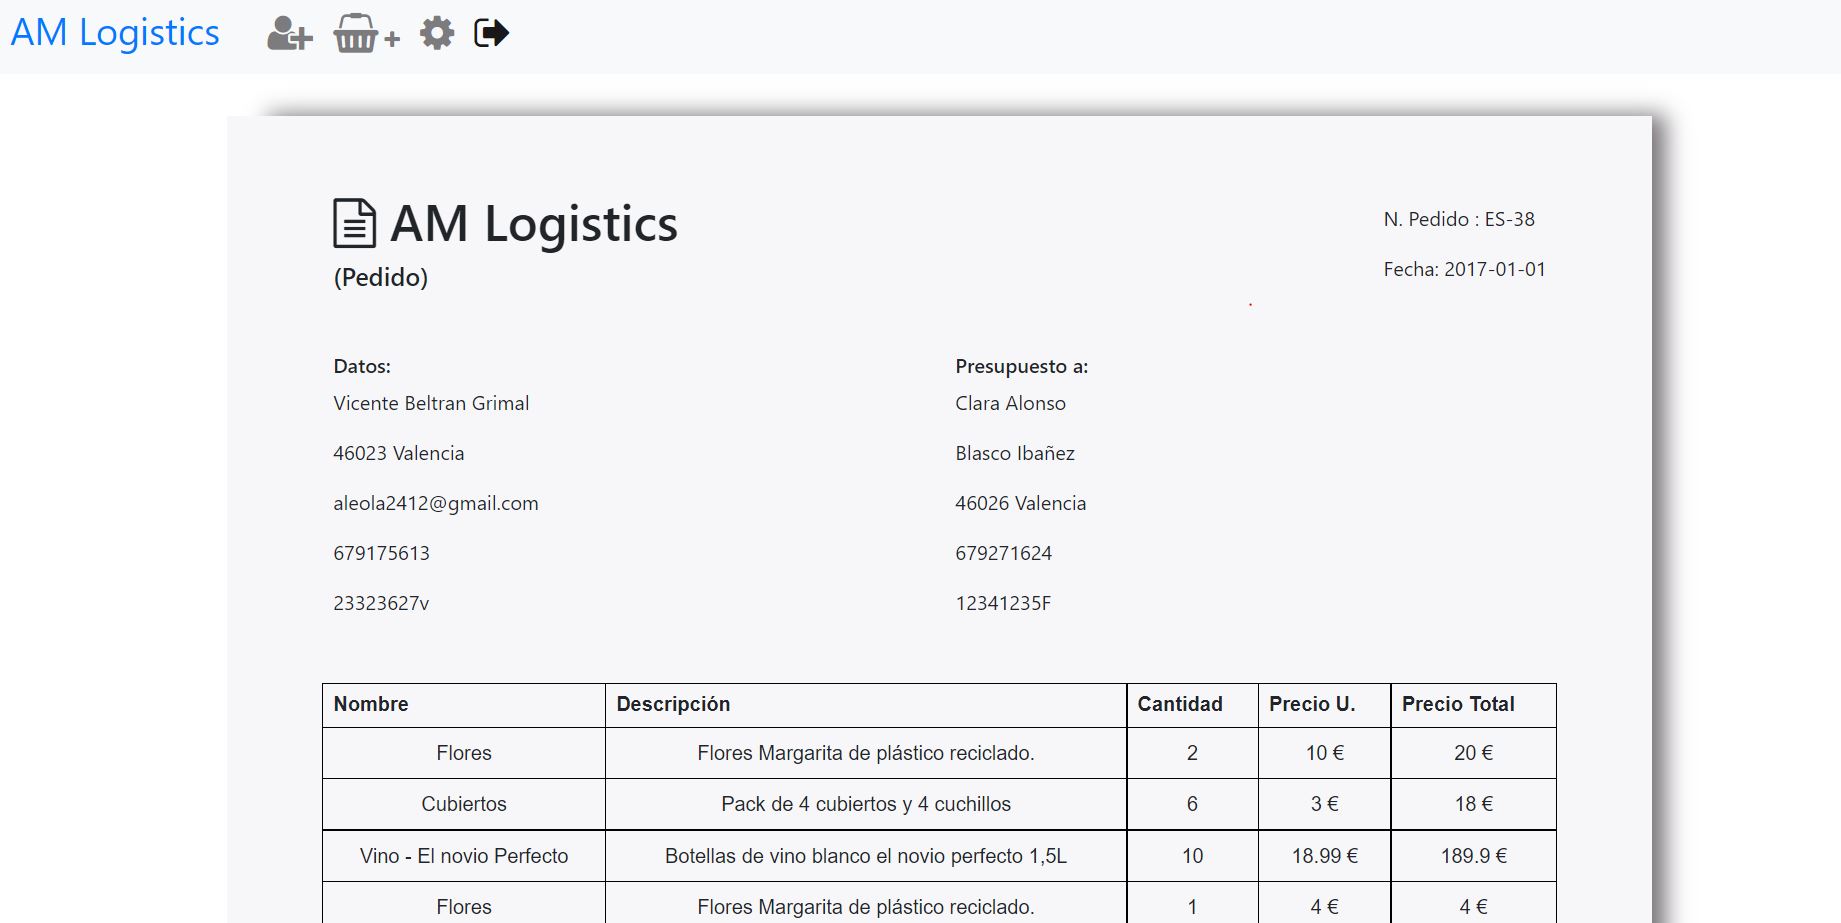 AM Logistics
AM Logistics
(Pedido)
N. Pedido : ES-38
Fecha: 2017-01-01
Datos:
Vicente Beltran Grimal
46023 Valencia
aleola2412@gmail.com
679175613
23323627v
Presupuesto a:
Clara Alonso
Blasco Ibañez
46026 Valencia
679271624
12341235F
Nombre Descripción Cantidad Precio U. Precio Total
Flores Flores Margarita de plástico reciclado. 2 10 € 20 €
Cubiertos Pack de 4 cubiertos y 4 cuchillos 6 3 € 18 €
Vino - El novio Perfecto Botellas de vino blanco el novio perfecto 1,5L 10 18.99 € 189.9 €
Flores Flores Margarita de plástico reciclado. 1 4 € 4 €